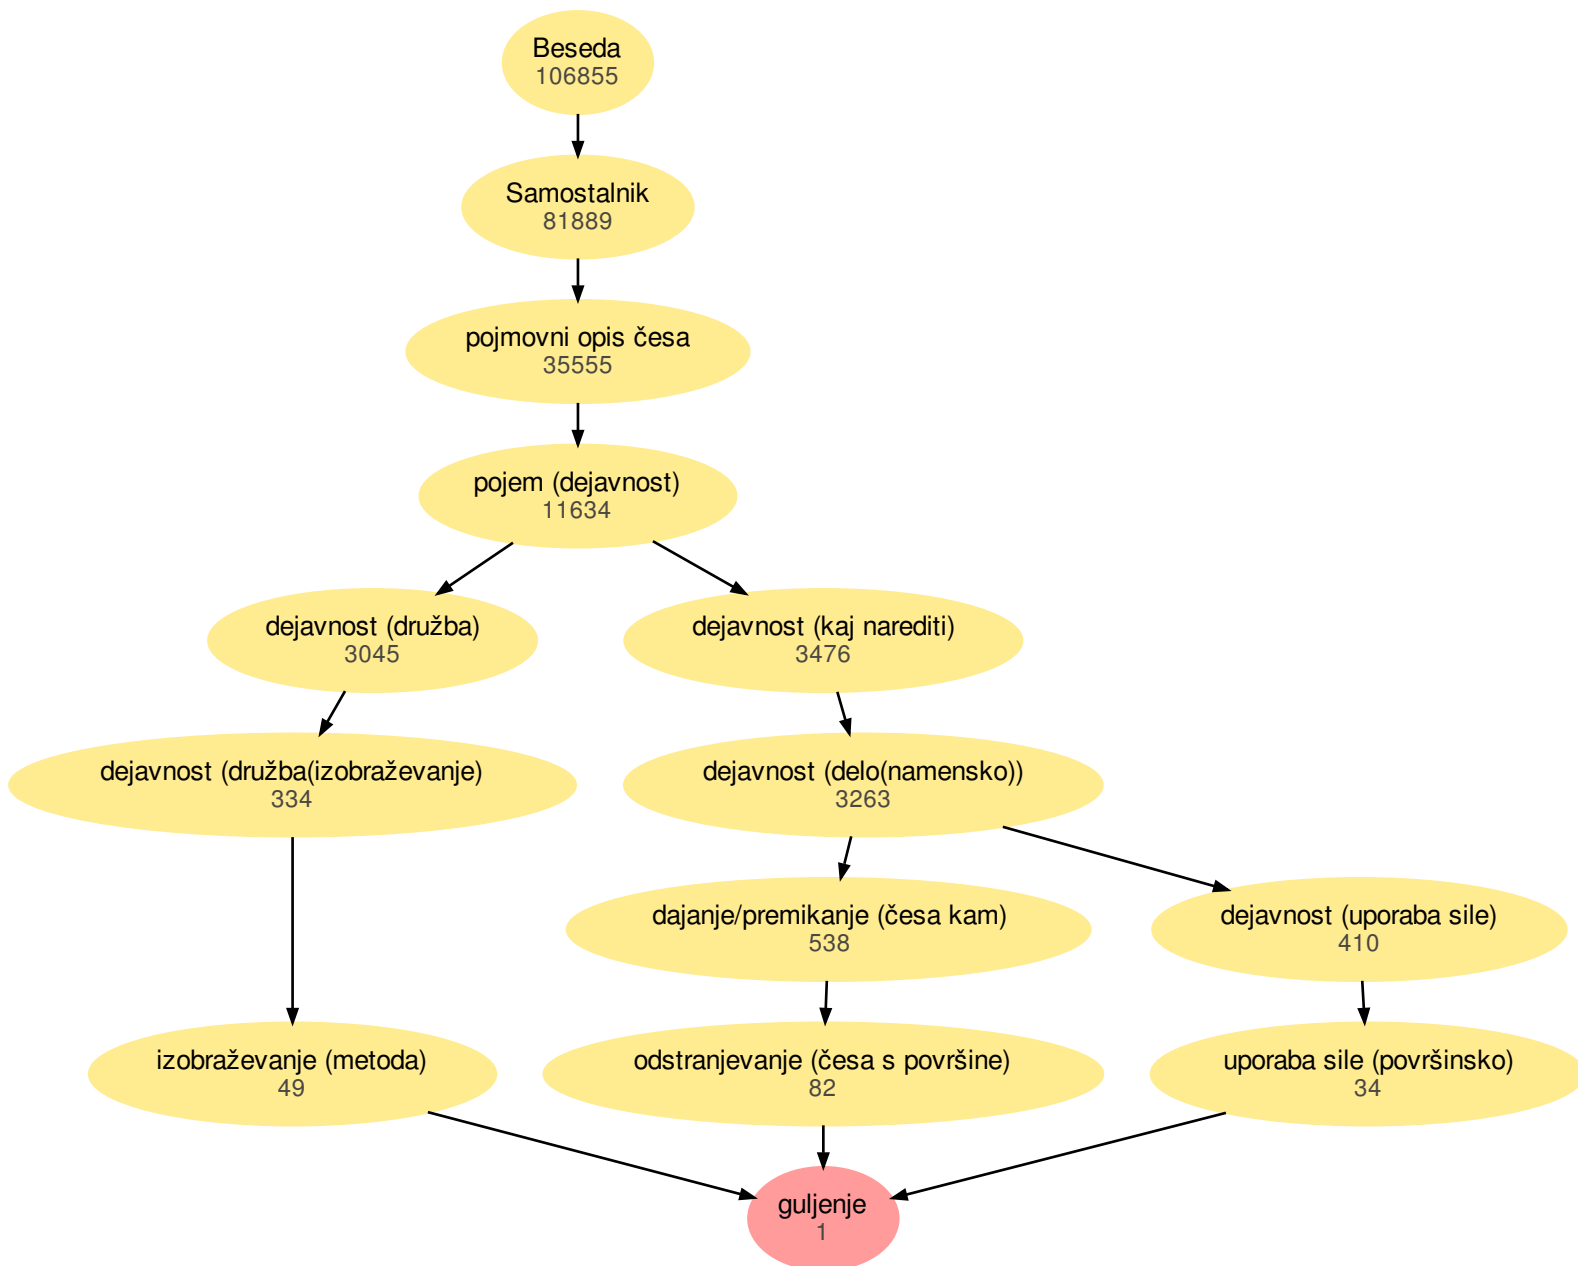 Beseda
106855
Samostalnik
81889
pojmovni opis česa
35555
pojem (dejavnost)
11634
dejavnost (družba)
3045
dejavnost (kaj narediti)
3476
dejavnost (družba(izobraževanje)
334
dejavnost (delo(namensko))
3263
dajanje/premikanje (česa kam)
538
dejavnost (uporaba sile)
410
izobraževanje (metoda)
49
odstranjevanje (česa s površine)
82
uporaba sile (površinsko)
34
guljenje
1